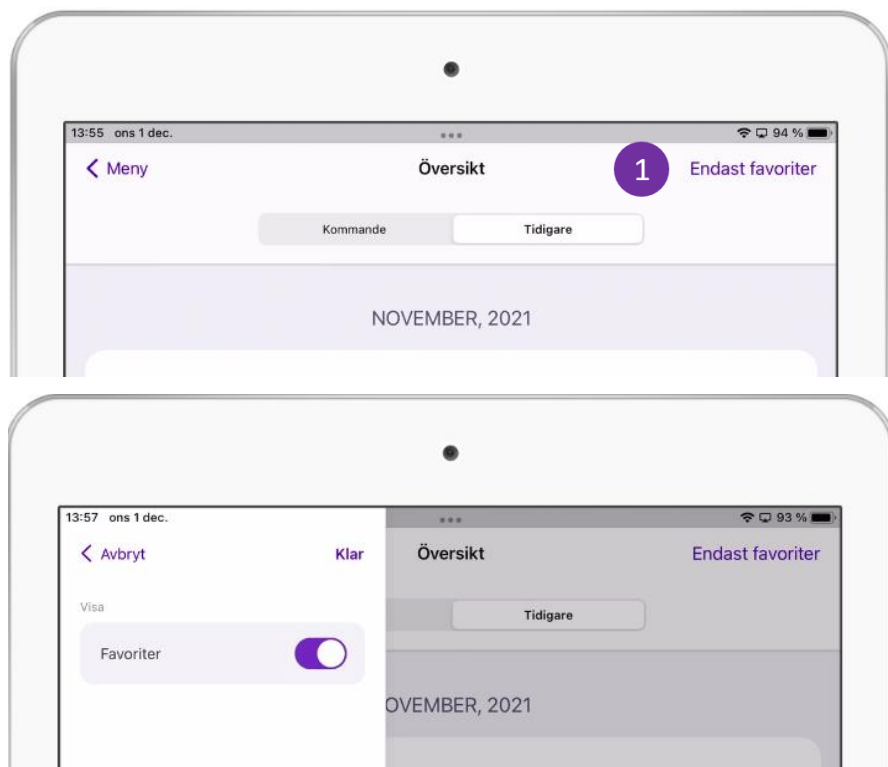 13:55 ons 1 dec. 94 %
Meny Översikt 1 Endast favoriter
Kommande Tidigare
NOVEMBER, 2021
13:57 ons 1 dec. 93 %
Avbryt Klar Översikt Endast favoriter
Visa
Tidigare
Favoriter
OVEMBER, 2021